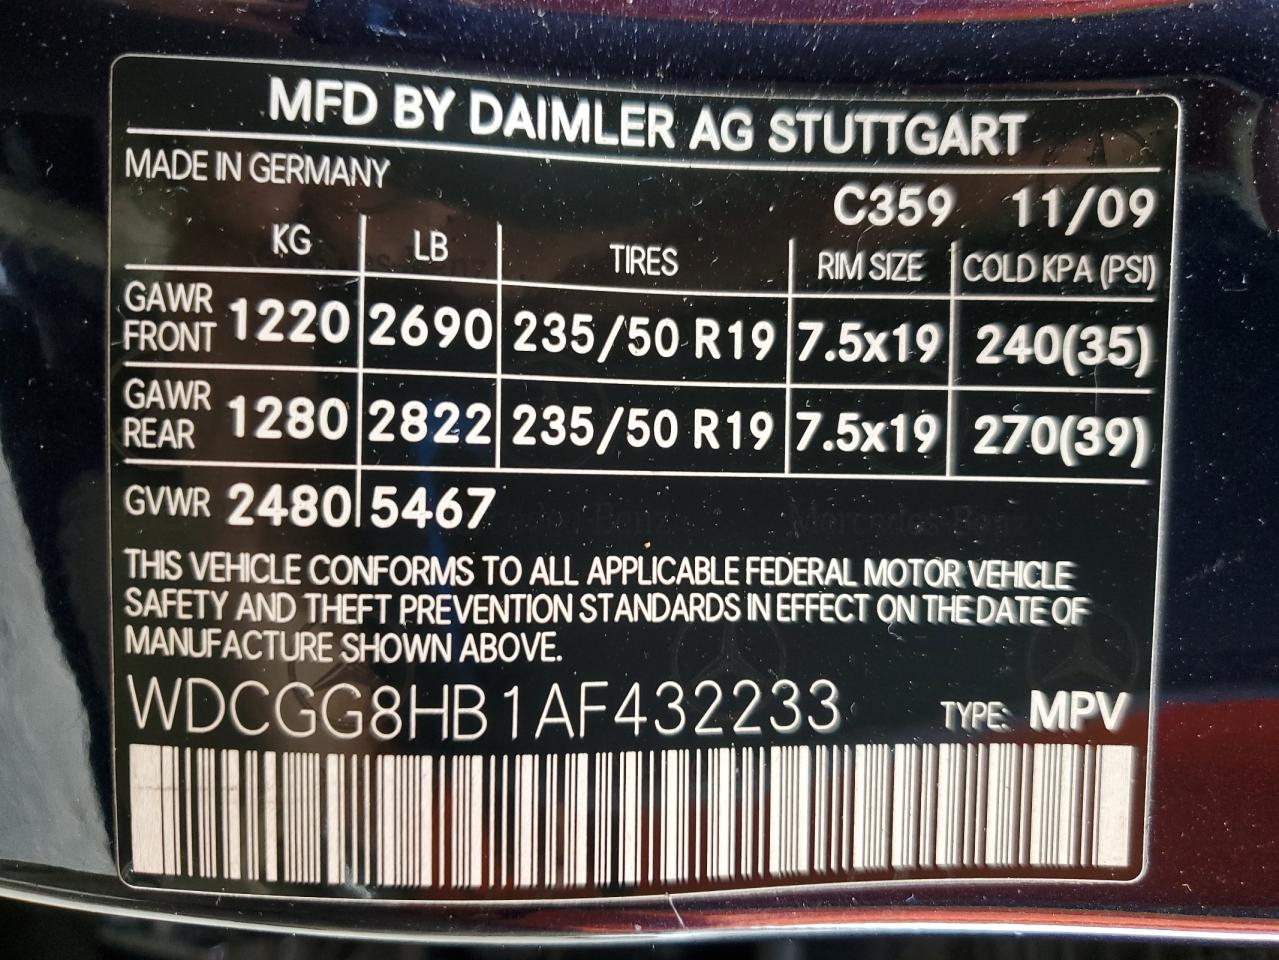 MFD BY DAIMLER AG STUTTGART
MADE IN GERMANY
C359 11/09
KG LB TIRES RIM SIZE COLD KPA (PSI)
GAWR FRONT 1220 2690 235/50 R19 7.5x19 240(35)
GAWR REAR 1280 2822 235/50 R19 7.5x19 270(39)
GVWR 2480 5467
THIS VEHICLE CONFORMS TO ALL APPLICABLE FEDERAL MOTOR VEHICLE
SAFETY AND THEFT PREVENTION STANDARDS IN EFFECT ON THE DATE OF
MANUFACTURE SHOWN ABOVE.
WDCGG8HB1AF432233 TYPE: MPV